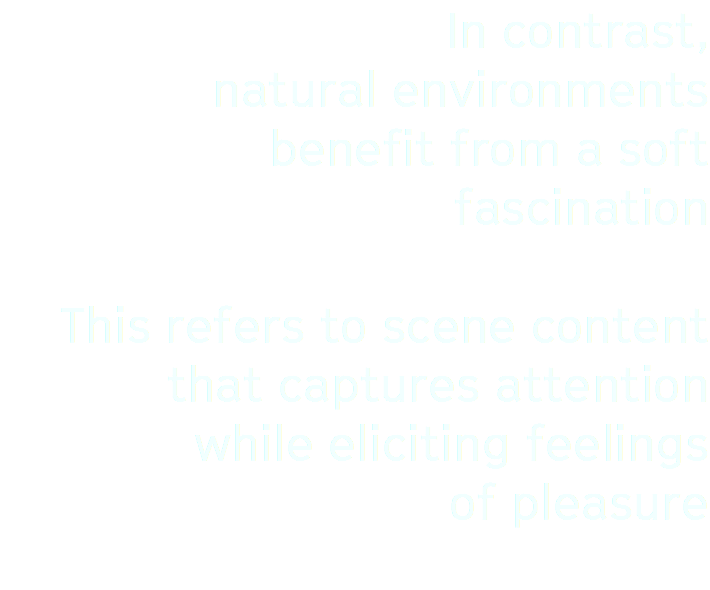 In contrast,
natural environments
benefit from a soft
fascination
This refers to scene content
that captures attention
while eliciting feelings
of pleasure